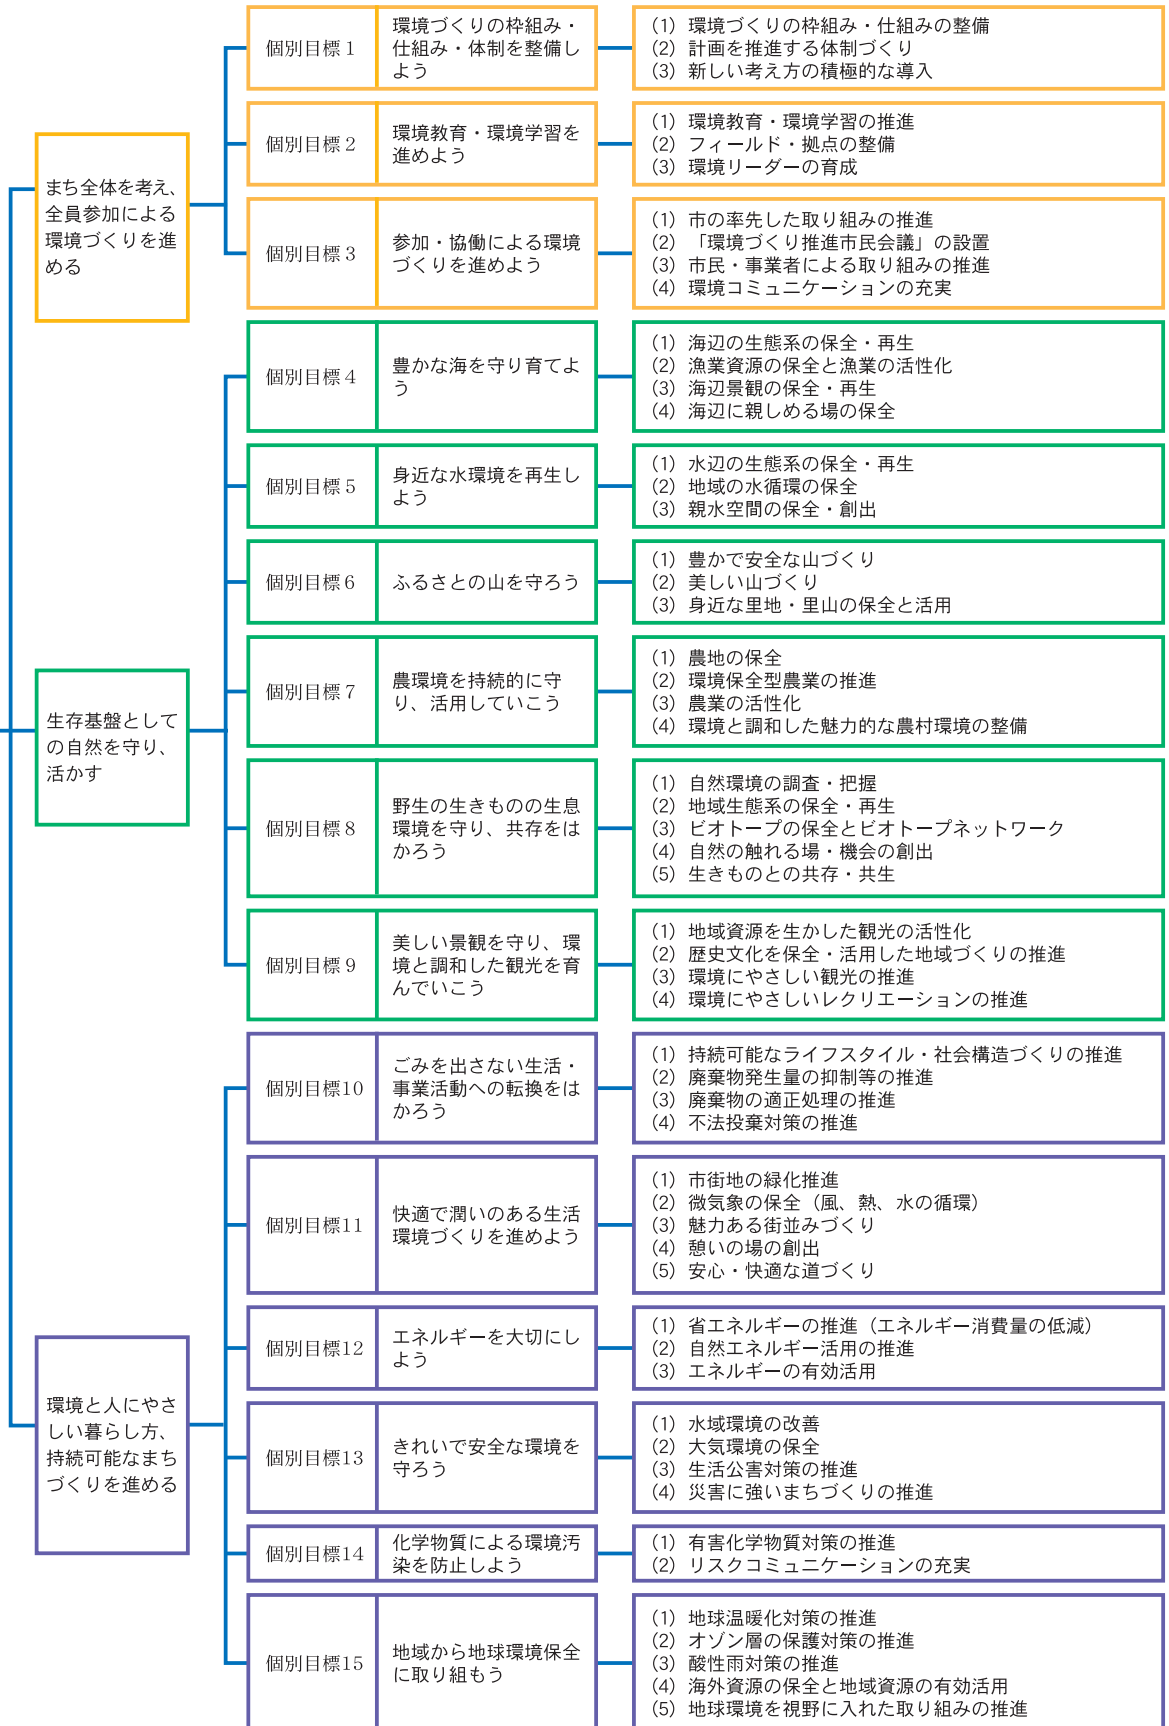 まち全体を考え、
全員参加による
環境づくりを進
める
個別目標1
環境づくりの枠組み・
仕組み・体制を整備し
よう
(1) 環境づくりの枠組み・仕組みの整備
(2) 計画を推進する体制づくり
(3) 新しい考え方の積極的な導入
個別目標2
環境教育・環境学習を
進めよう
(1) 環境教育・環境学習の推進
(2) フィールド・拠点の整備
(3) 環境リーダーの育成
個別目標3
参加・協働による環境
づくりを進めよう
(1) 市の率先した取り組みの推進
(2) 「環境づくり推進市民会議」の設置
(3) 市民・事業者による取り組みの推進
(4) 環境コミュニケーションの充実
生存基盤として
の自然を守り、
活かす
個別目標4
豊かな海を守り育てよ
う
(1) 海辺の生態系の保全・再生
(2) 漁業資源の保全と漁業の活性化
(3) 海辺景観の保全・再生
(4) 海辺に親しめる場の保全
個別目標5
身近な水環境を再生し
よう
(1) 水辺の生態系の保全・再生
(2) 地域の水循環の保全
(3) 親水空間の保全・創出
個別目標6
ふるさとの山を守ろう
(1) 豊かで安全な山づくり
(2) 美しい山づくり
(3) 身近な里地・里山の保全と活用
個別目標7
農環境を持続的に守
り、活用していこう
(1) 農地の保全
(2) 環境保全型農業の推進
(3) 農業の活性化
(4) 環境と調和した魅力的な農村環境の整備
個別目標8
野生の生きものの生息
環境を守り、共存をは
かろう
(1) 自然環境の調査・把握
(2) 地域生態系の保全・再生
(3) ビオトープの保全とビオトープネットワーク
(4) 自然の触れる場・機会の創出
(5) 生きものとの共存・共生
個別目標9
美しい景観を守り、環
境と調和した観光を育
んでいこう
(1) 地域資源を生かした観光の活性化
(2) 歴史文化を保全・活用した地域づくりの推進
(3) 環境にやさしい観光の推進
(4) 環境にやさしいレクリエーションの推進
環境と人にやさ
しい暮らし方、
持続可能なまち
づくりを進める
個別目標10
ごみを出さない生活・
事業活動への転換をは
かろう
(1) 持続可能なライフスタイル・社会構造づくりの推進
(2) 廃棄物発生量の抑制等の推進
(3) 廃棄物の適正処理の推進
(4) 不法投棄対策の推進
個別目標11
快適で潤いのある生活
環境づくりを進めよう
(1) 市街地の緑化推進
(2) 微気象の保全（風、熱、水の循環）
(3) 魅力ある街並みづくり
(4) 憩いの場の創出
(5) 安心・快適な道づくり
個別目標12
エネルギーを大切にし
よう
(1) 省エネルギーの推進（エネルギー消費量の低減）
(2) 自然エネルギー活用の推進
(3) エネルギーの有効活用
個別目標13
きれいで安全な環境を
守ろう
(1) 水域環境の改善
(2) 大気環境の保全
(3) 生活公害対策の推進
(4) 災害に強いまちづくりの推進
個別目標14
化学物質による環境汚
染を防止しよう
(1) 有害化学物質対策の推進
(2) リスクコミュニケーションの充実
個別目標15
地域から地球環境保全
に取り組もう
(1) 地球温暖化対策の推進
(2) オゾン層の保護対策の推進
(3) 酸性雨対策の推進
(4) 海外資源の保全と地域資源の有効活用
(5) 地球環境を視野に入れた取り組みの推進